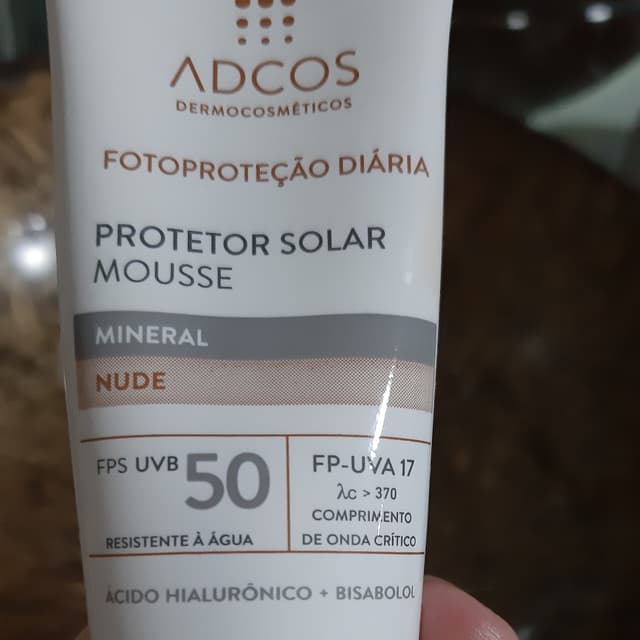 ADCOS
DERMOCOSMÉTICOS
FOTOPROTEÇÃO DIÁRIA
PROTETOR SOLAR
MOUSSE
MINERAL
NUDE
FPS UVB 50
RESISTENTE À ÁGUA
FP-UVA 17
λc > 370
COMPRIMENTO
DE ONDA CRÍTICO
ÁCIDO HIALURÔNICO + BISABOLOL